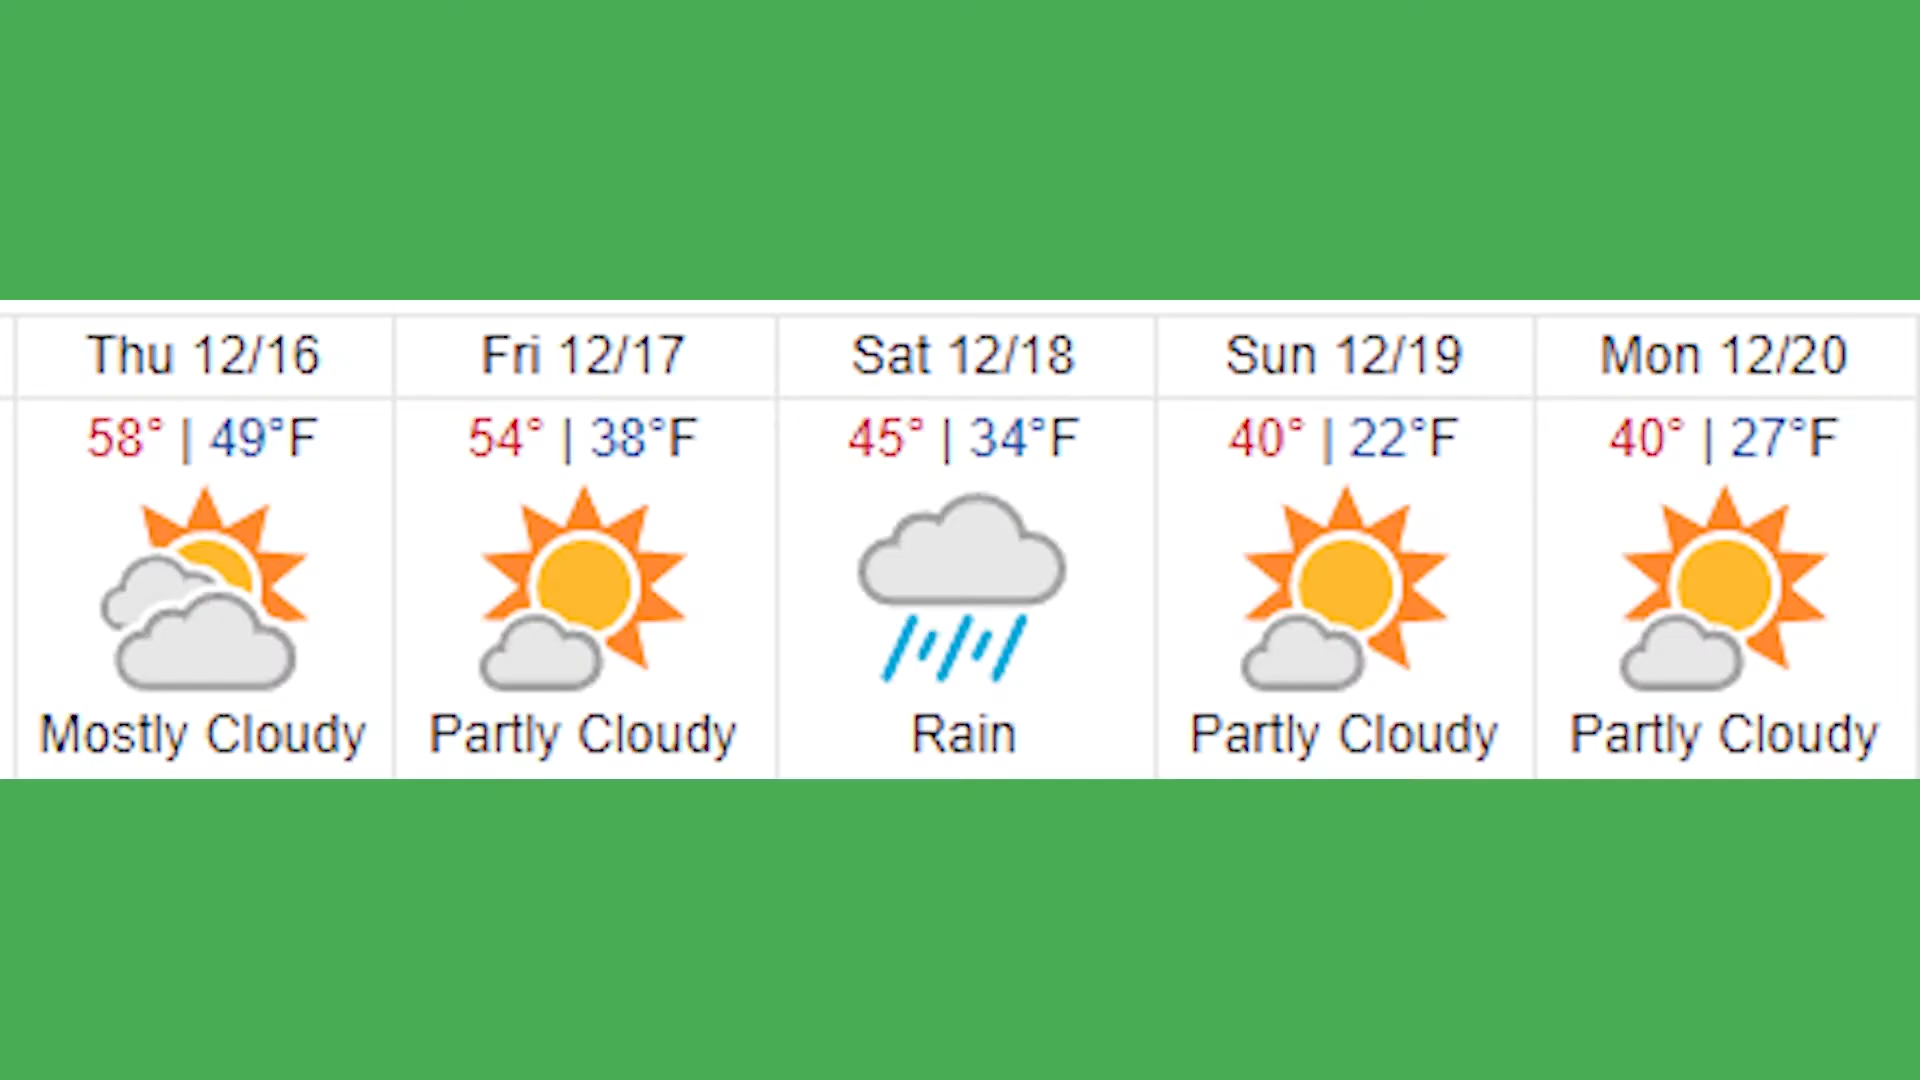 Thu 12/16
58° | 49°F
Mostly Cloudy
Fri 12/17
54° | 38°F
Partly Cloudy
Sat 12/18
45° | 34°F
Rain
Sun 12/19
40° | 22°F
Partly Cloudy
Mon 12/20
40° | 27°F
Partly Cloudy